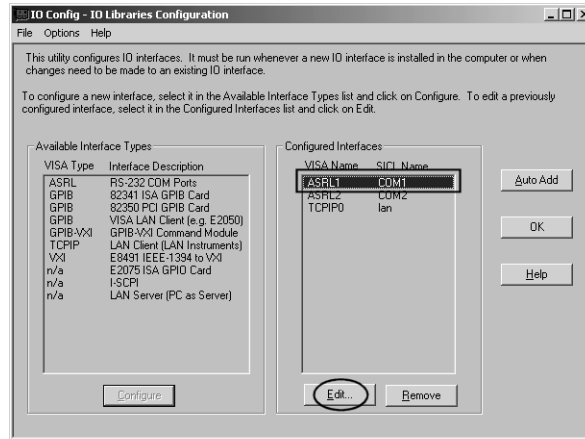 IO Config - IO Libraries Configuration
File Options Help
This utility configures IO interfaces. It must be run whenever a new IO interface is installed in the computer or when
changes need to be made to an existing IO interface.
To configure a new interface, select it in the Available Interface Types list and click on Configure. To edit a previously
configured interface, select it in the Configured Interfaces list and click on Edit.
Available Interface Types
VISA Type Interface Description
ASRL RS-232 COM Ports
GPIB 82341 ISA GPIB Card
GPIB 82350 PCI GPIB Card
GPIB VISA LAN Client (e.g. E2050)
GPIB-VXI GPIB-VXI Command Module
TCPIP LAN Client (LAN Instruments)
VXI E8491 IEEE-1394 to VXI
n/a E2075 ISA GPIO Card
n/a I-SCPI
n/a LAN Server (PC as Server)
Configure
Configured Interfaces
VISA Name SICL Name
ASRL1 COM1
ASRL2 COM2
TCPIP0 lan
Edit... Remove
Auto Add
OK
Help